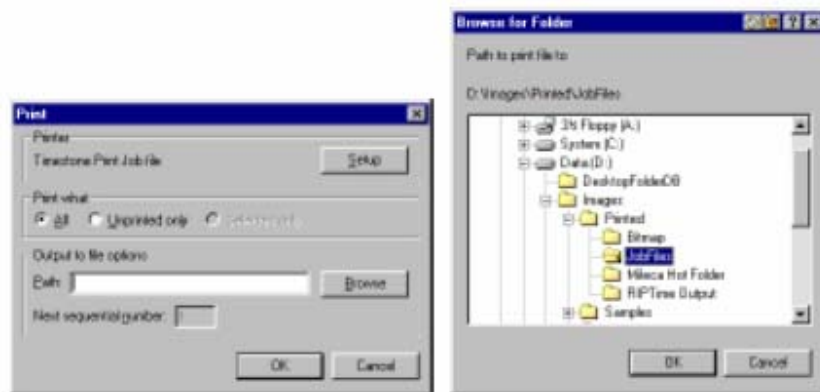 Print
Printer
Timestone Print Job file
Setup
Print what
All
Unprinted only
Output to file options
Path:
Browse
Next sequential number:
OK
Cancel
Browse for Folder
Path to print file to
D:\Images\Printed\JobFiles
3½ Floppy (A:)
System (C:)
Data (D:)
DesktopFolderDB
Images
Printed
Bitmap
JobFiles
Mileca Hot Folder
RIPTime Output
Samples
OK
Cancel